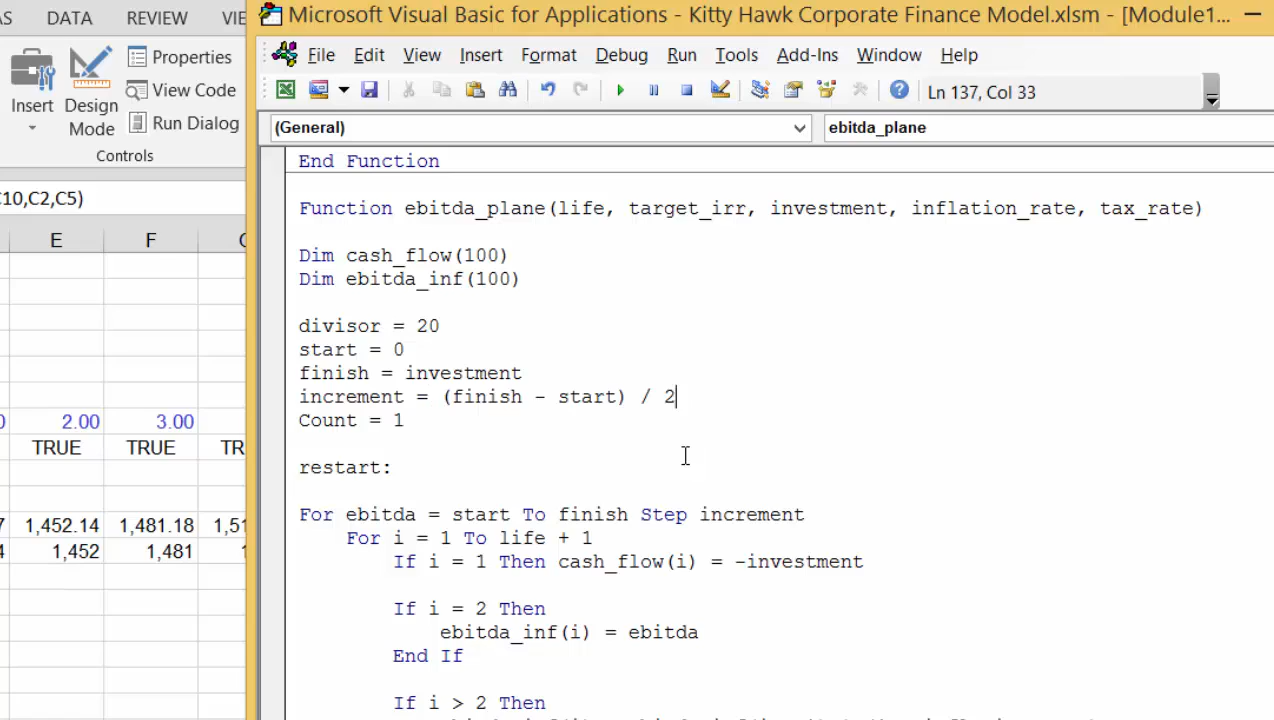 AS DATA REVIEW VIE
Properties
View Code
Run Dialog
Insert
Design
Mode
Controls
C10,C2,C5)
E F
2.00 3.00
TRUE TRUE TR
1,452.14 1,481.18 1,51
1,452 1,481
Microsoft Visual Basic for Applications - Kitty Hawk Corporate Finance Model.xlsm - [Module1...
File Edit View Insert Format Debug Run Tools Add-Ins Window Help
Ln 137, Col 33
(General) ebitda_plane
End Function
Function ebitda_plane(life, target_irr, investment, inflation_rate, tax_rate)
Dim cash_flow(100)
Dim ebitda_inf(100)
divisor = 20
start = 0
finish = investment
increment = (finish - start) / 2
Count = 1
restart:
For ebitda = start To finish Step increment
For i = 1 To life + 1
If i = 1 Then cash_flow(i) = -investment
If i = 2 Then
ebitda_inf(i) = ebitda
End If
If i > 2 Then